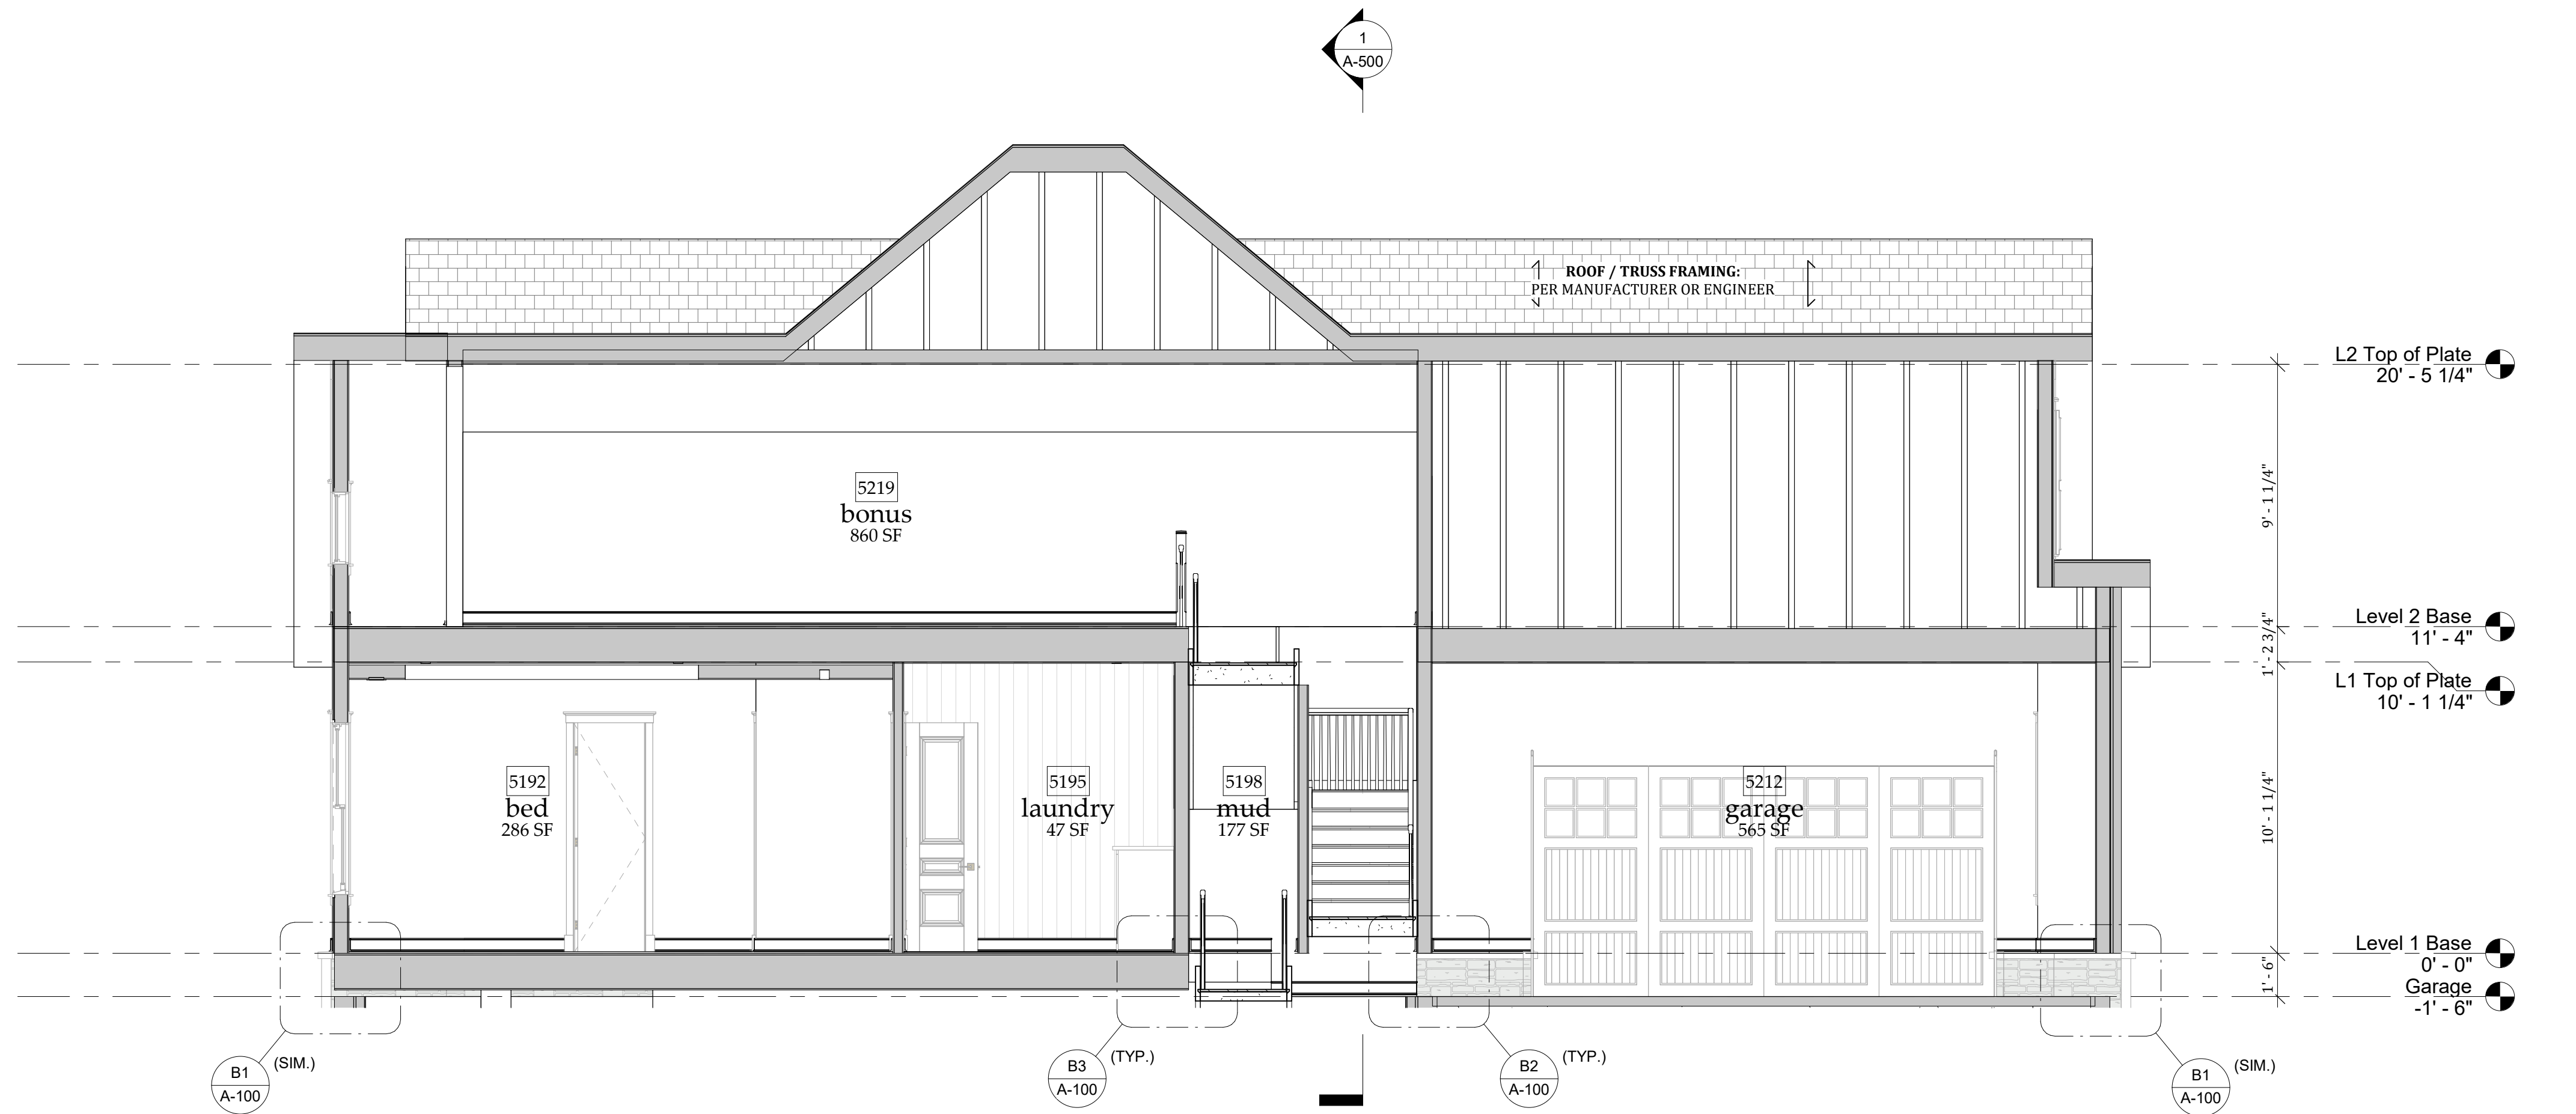 1
A-500
ROOF / TRUSS FRAMING:
PER MANUFACTURER OR ENGINEER
L2 Top of Plate
20' - 5 1/4"
9' - 1 1/4"
5219
bonus
860 SF
Level 2 Base
11' - 4"
1' - 2 3/4"
L1 Top of Plate
10' - 1 1/4"
5192
bed
286 SF
5195
laundry
47 SF
5198
mud
177 SF
5212
garage
565 SF
10' - 1 1/4"
Level 1 Base
0' - 0"
1' - 6"
Garage
-1' - 6"
B1
A-100
(SIM.)
B3
A-100
(TYP.)
B2
A-100
(TYP.)
B1
A-100
(SIM.)